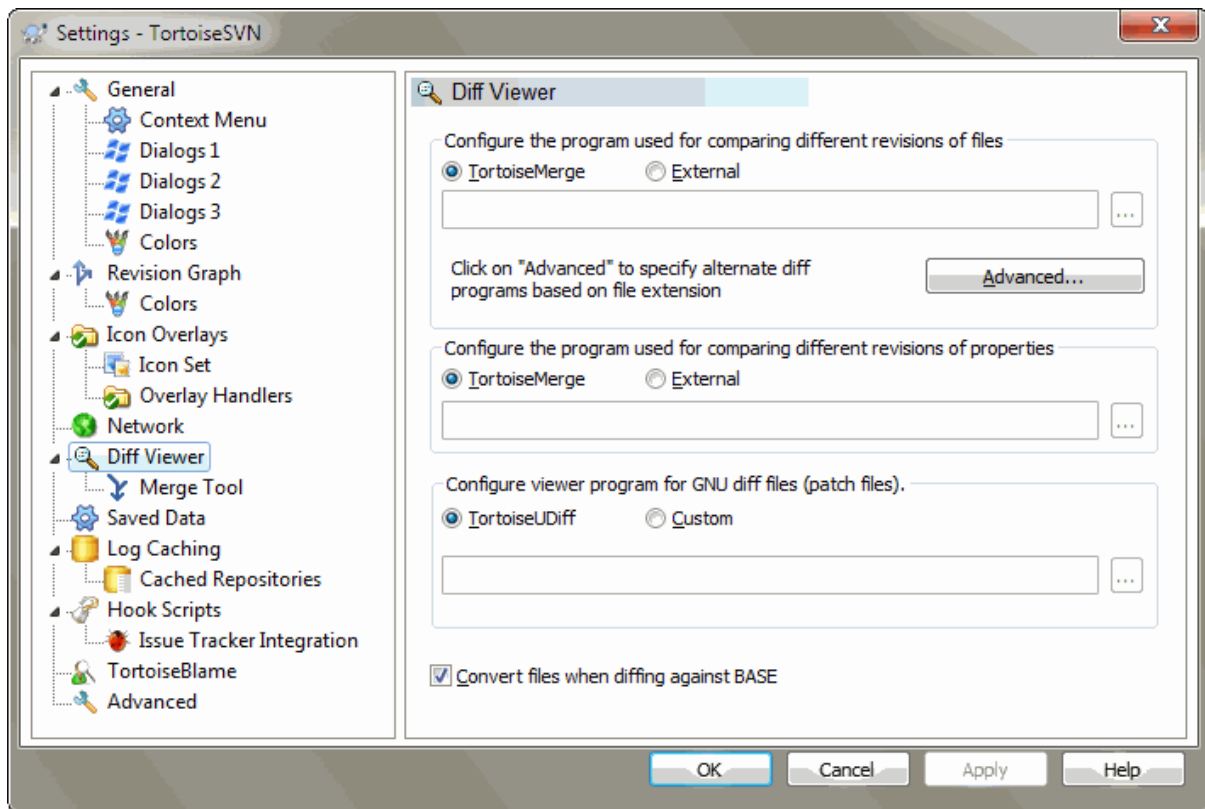 Settings - TortoiseSVN
General
Context Menu
Dialogs 1
Dialogs 2
Dialogs 3
Colors
Revision Graph
Colors
Icon Overlays
Icon Set
Overlay Handlers
Network
Diff Viewer
Merge Tool
Saved Data
Log Caching
Cached Repositories
Hook Scripts
Issue Tracker Integration
TortoiseBlame
Advanced
Diff Viewer
Configure the program used for comparing different revisions of files
TortoiseMerge External
...
Click on "Advanced" to specify alternate diff
programs based on file extension
Advanced...
Configure the program used for comparing different revisions of properties
TortoiseMerge External
...
Configure viewer program for GNU diff files (patch files).
TortoiseUDiff Custom
...
Convert files when diffing against BASE
OK Cancel Apply Help